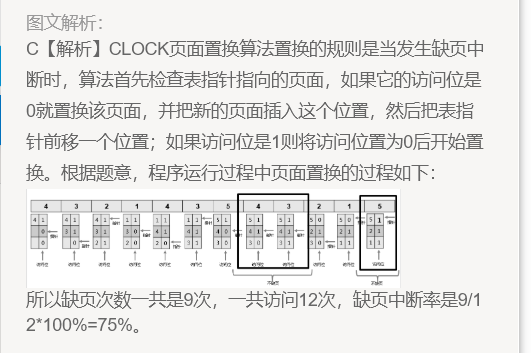 图文解析：
C【解析】CLOCK页面置换算法置换的规则是当发生缺页中
断时，算法首先检查表指针指向的页面，如果它的访问位是
0就置换该页面，并把新的页面插入这个位置，然后把表指
针前移一个位置；如果访问位是1则将访问位置为0后开始置
换。根据题意，程序运行过程中页面置换的过程如下：
4 3 2 1 4 3 5 4 3 2 1 5
所以缺页次数一共是9次，一共访问12次，缺页中断率是9/1
2*100%=75%。